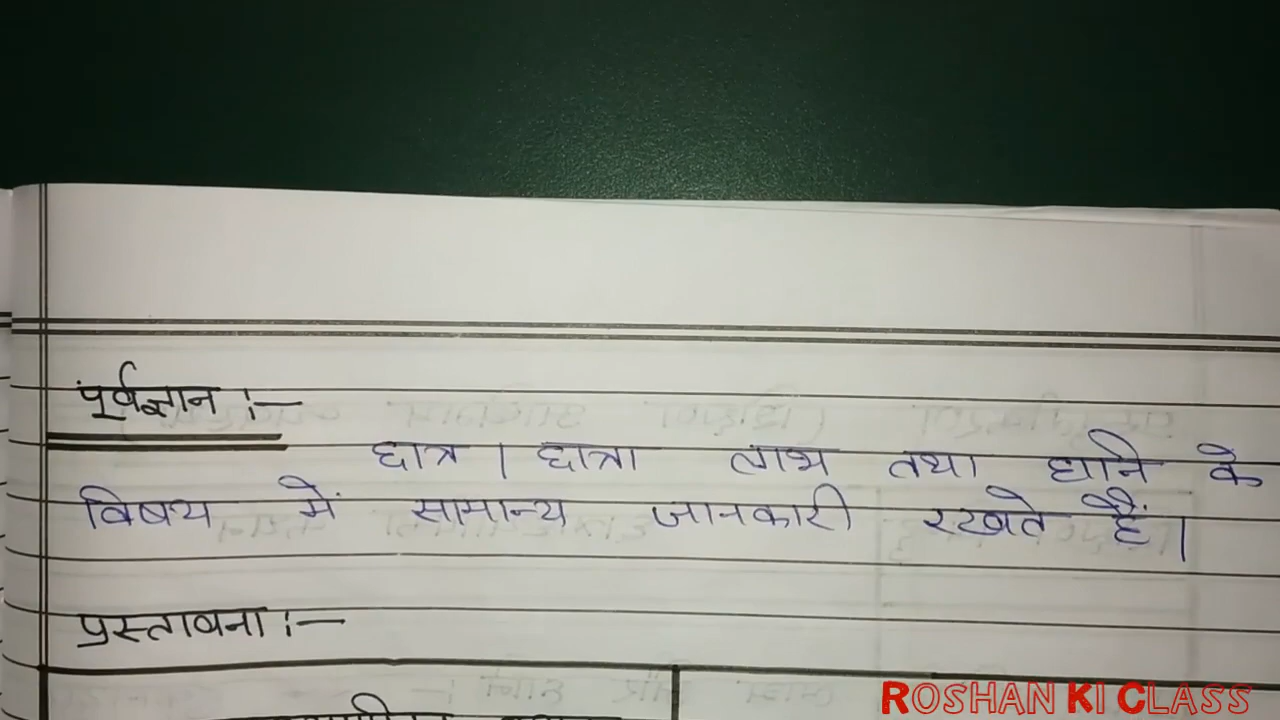 पूर्वज्ञान :—
छात्र / छात्रा लाभ तथा हानि के
विषय में सामान्य जानकारी रखते हैं।
प्रस्तावना :—
ROSHAN KI CLASS